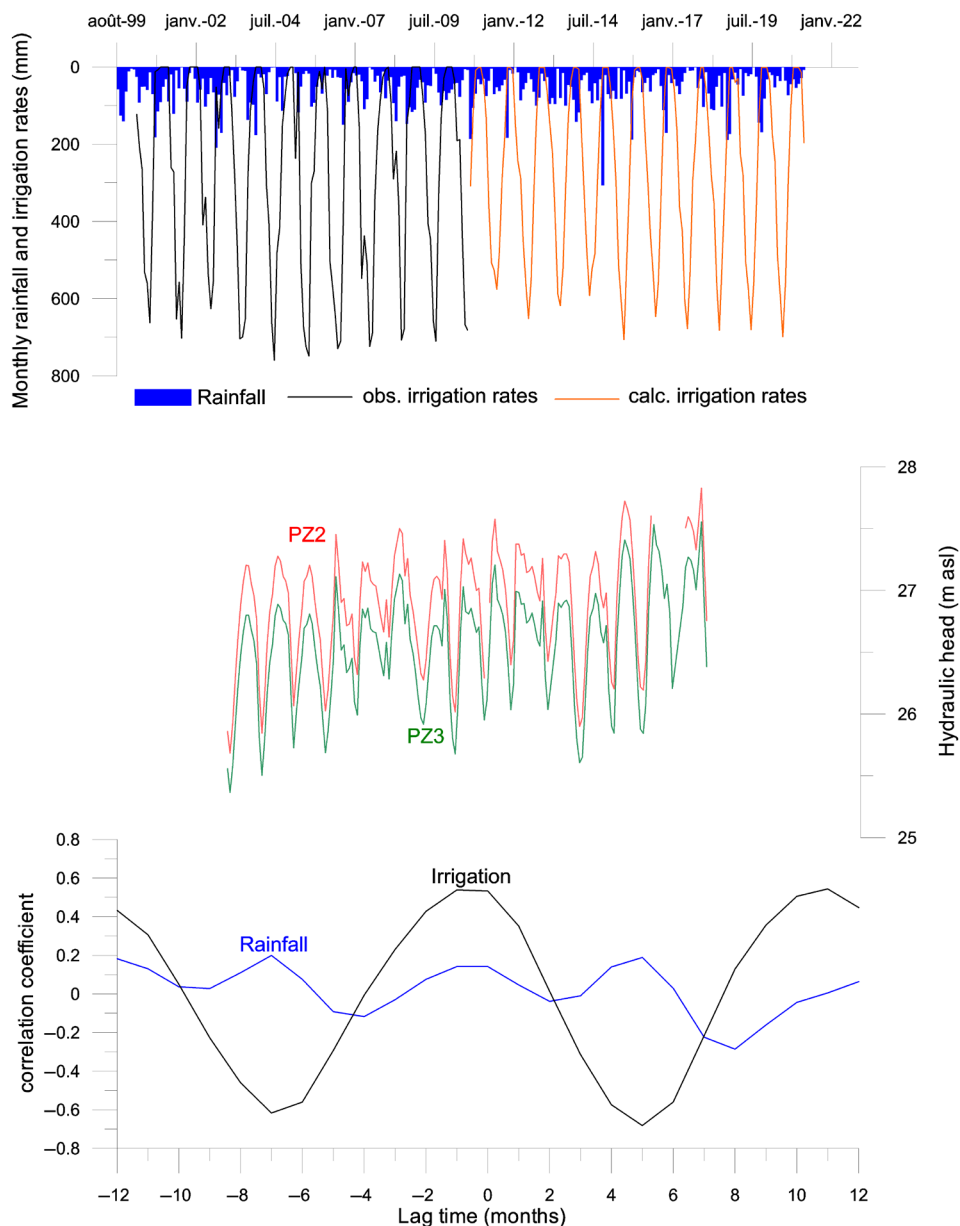 août-99 janv.-02 juil.-04 janv.-07 juil.-09 janv.-12 juil.-14 janv.-17 juil.-19 janv.-22
Monthly rainfall and irrigation rates (mm)
0
200
400
600
800
Rainfall obs. irrigation rates calc. irrigation rates
PZ2
PZ3
28
27
26
25
Hydraulic head (m asl)
correlation coefficient
0.8
0.6
0.4
0.2
0
–0.2
–0.4
–0.6
–0.8
Irrigation
Rainfall
–12 –10 –8 –6 –4 –2 0 2 4 6 8 10 12
Lag time (months)